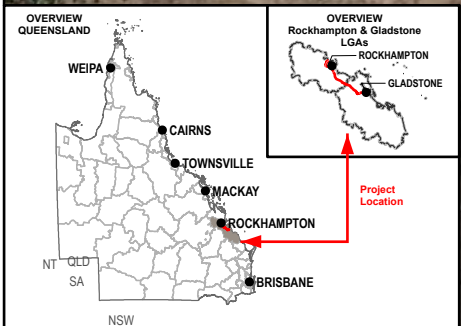 OVERVIEW
QUEENSLAND
WEIPA
CAIRNS
TOWNSVILLE
MACKAY
ROCKHAMPTON
BRISBANE
NT
QLD
SA
NSW
OVERVIEW
Rockhampton & Gladstone
LGAs
ROCKHAMPTON
GLADSTONE
Project
Location